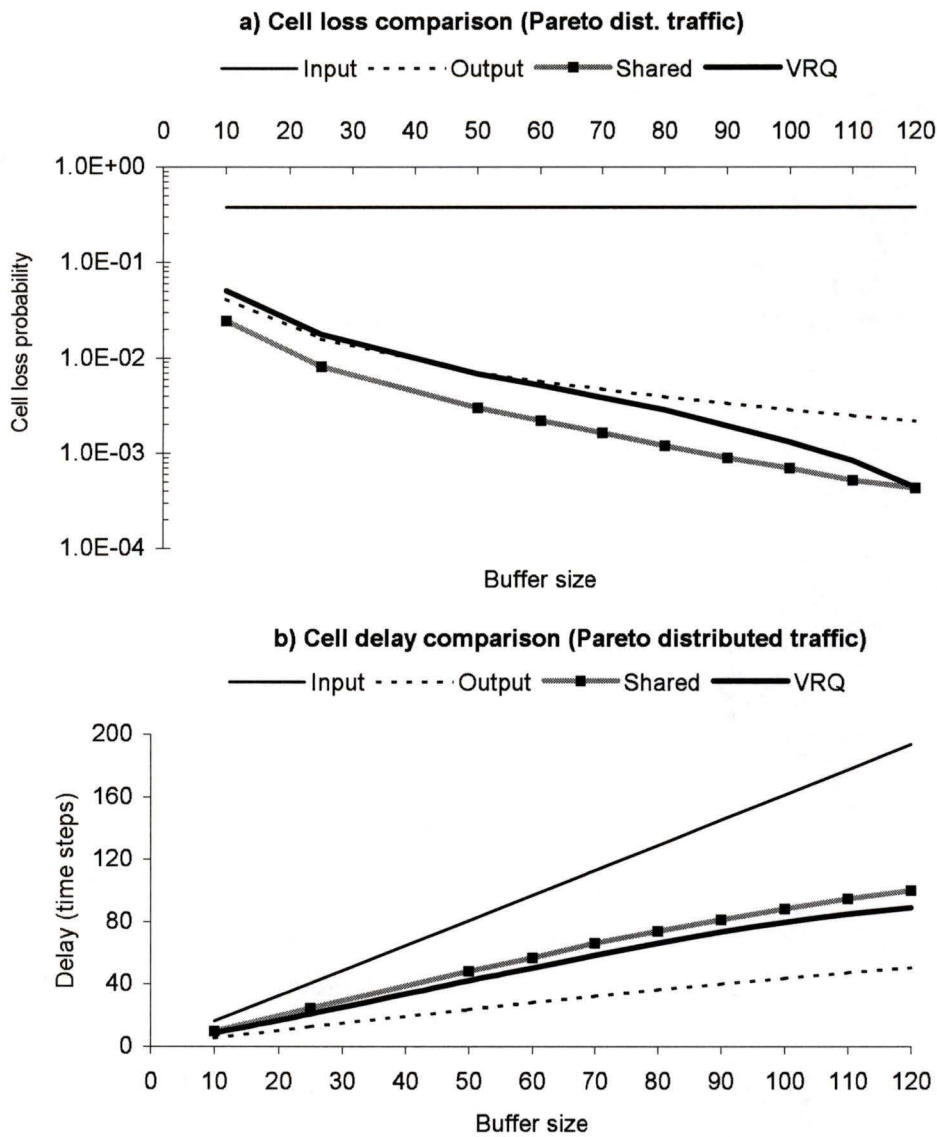 a) Cell loss comparison (Pareto dist. traffic)
Input Output Shared VRQ
0 10 20 30 40 50 60 70 80 90 100 110 120
1.0E+00
1.0E-01
1.0E-02
1.0E-03
1.0E-04
Cell loss probability
Buffer size
b) Cell delay comparison (Pareto distributed traffic)
Input Output Shared VRQ
200
160
120
80
40
0
Delay (time steps)
0 10 20 30 40 50 60 70 80 90 100 110 120
Buffer size